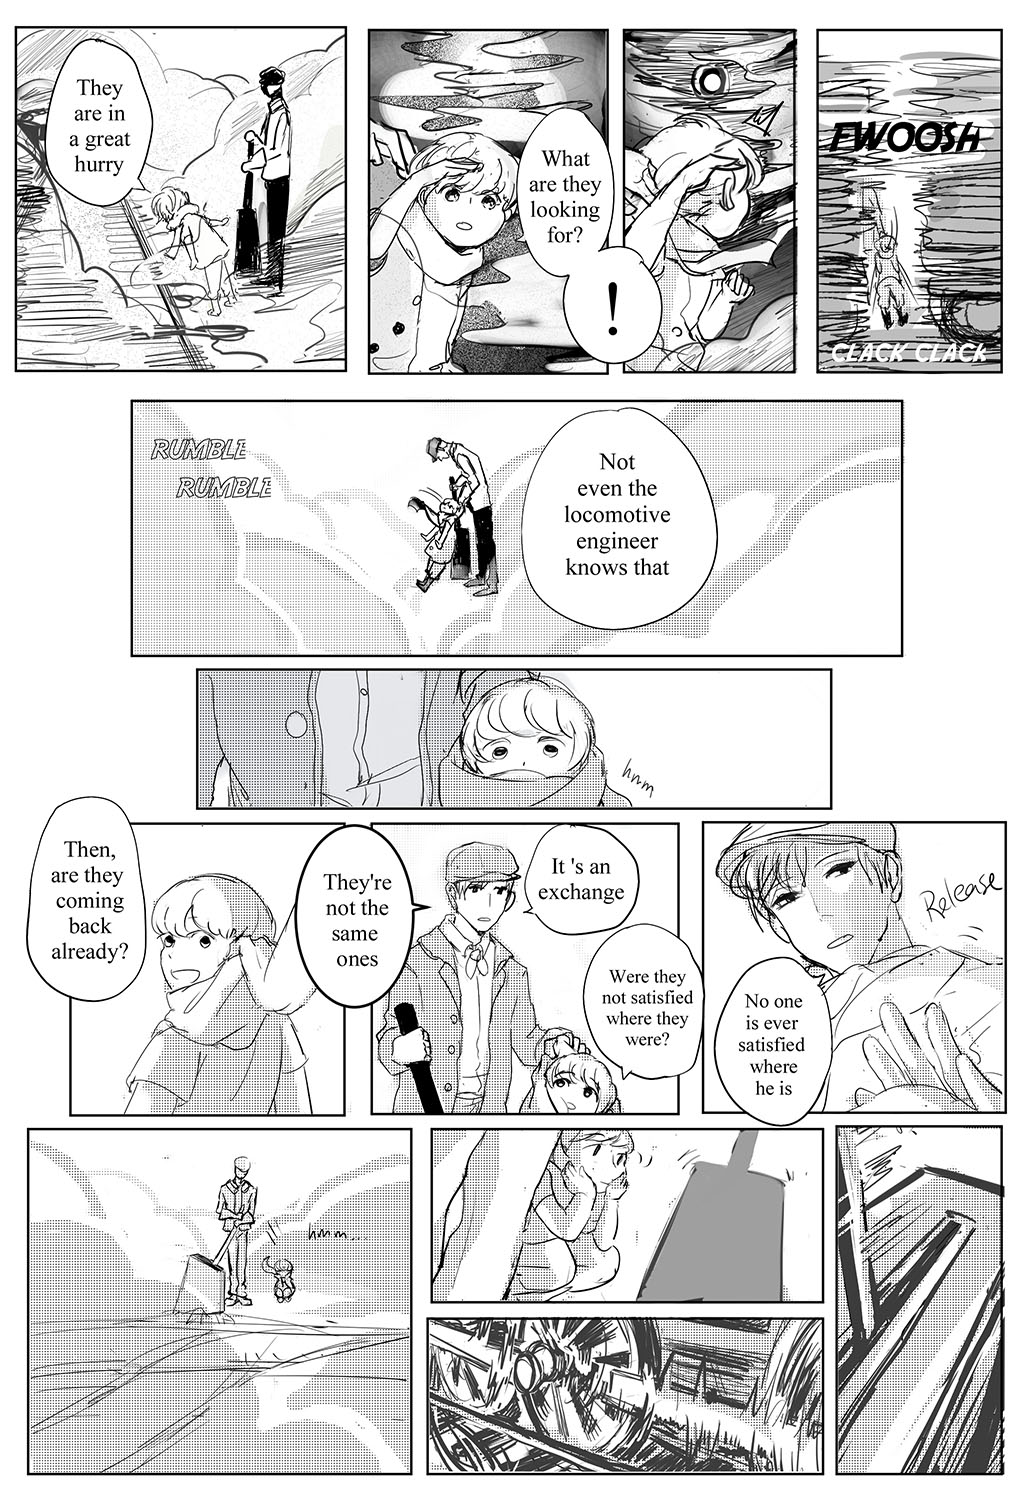 They
are in
a great
hurry
What
are they
looking
for?
!
FWOOSH
CLACK CLACK
RUMBLE
RUMBLE
Not
even the
locomotive
engineer
knows that
hmm
Then,
are they
coming
back
already?
They're
not the
same
ones
It 's an
exchange
Were they
not satisfied
where they
were?
Release
No one
is ever
satisfied
where
he is
hmm...